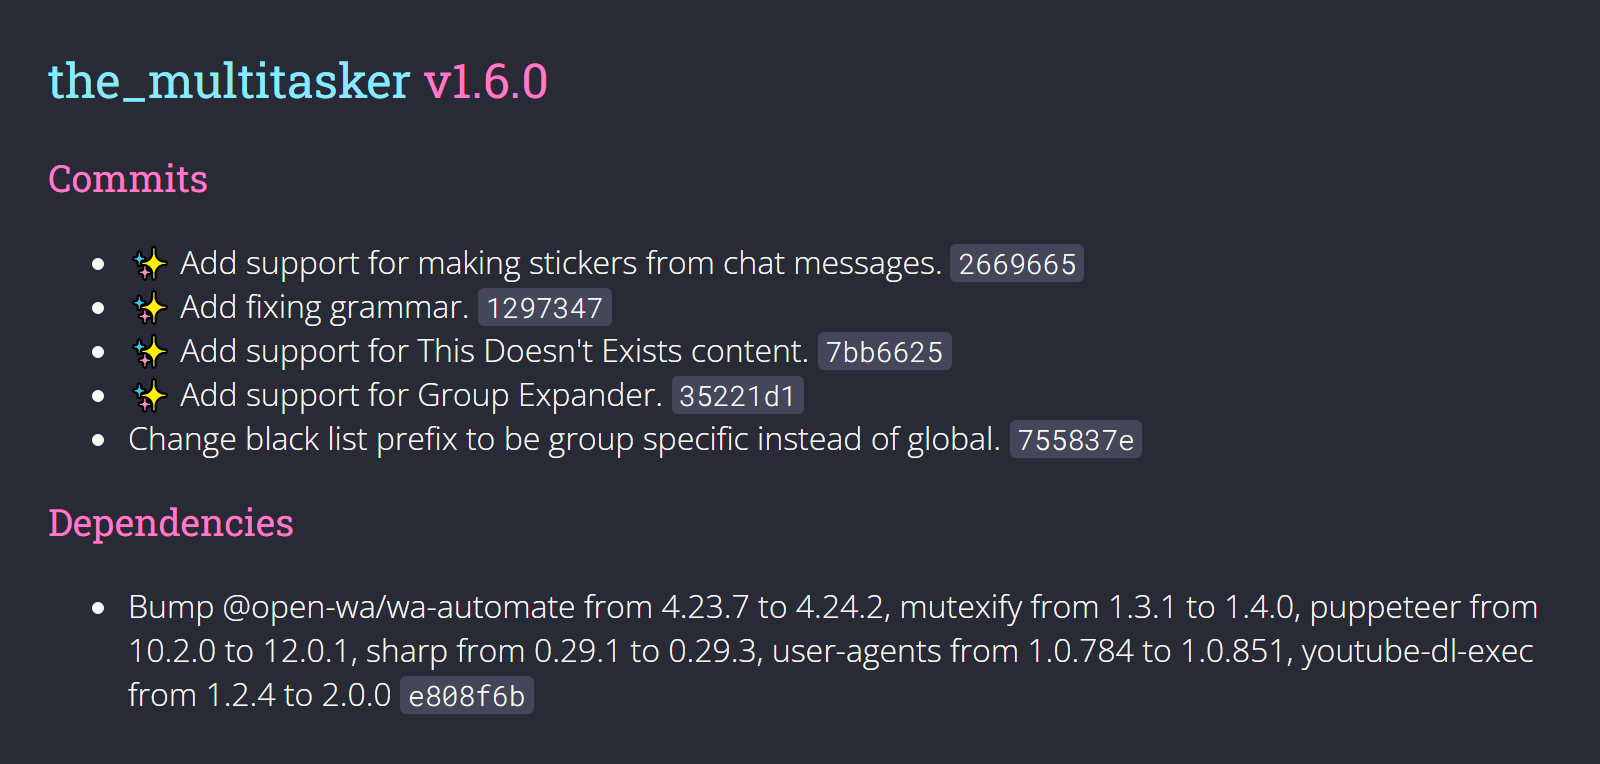 the_multitasker v1.6.0
Commits
• ✨ Add support for making stickers from chat messages. 2669665
• ✨ Add fixing grammar. 1297347
• ✨ Add support for This Doesn't Exists content. 7bb6625
• ✨ Add support for Group Expander. 35221d1
• Change black list prefix to be group specific instead of global. 755837e
Dependencies
• Bump @open-wa/wa-automate from 4.23.7 to 4.24.2, mutexify from 1.3.1 to 1.4.0, puppeteer from
10.2.0 to 12.0.1, sharp from 0.29.1 to 0.29.3, user-agents from 1.0.784 to 1.0.851, youtube-dl-exec
from 1.2.4 to 2.0.0 e808f6b